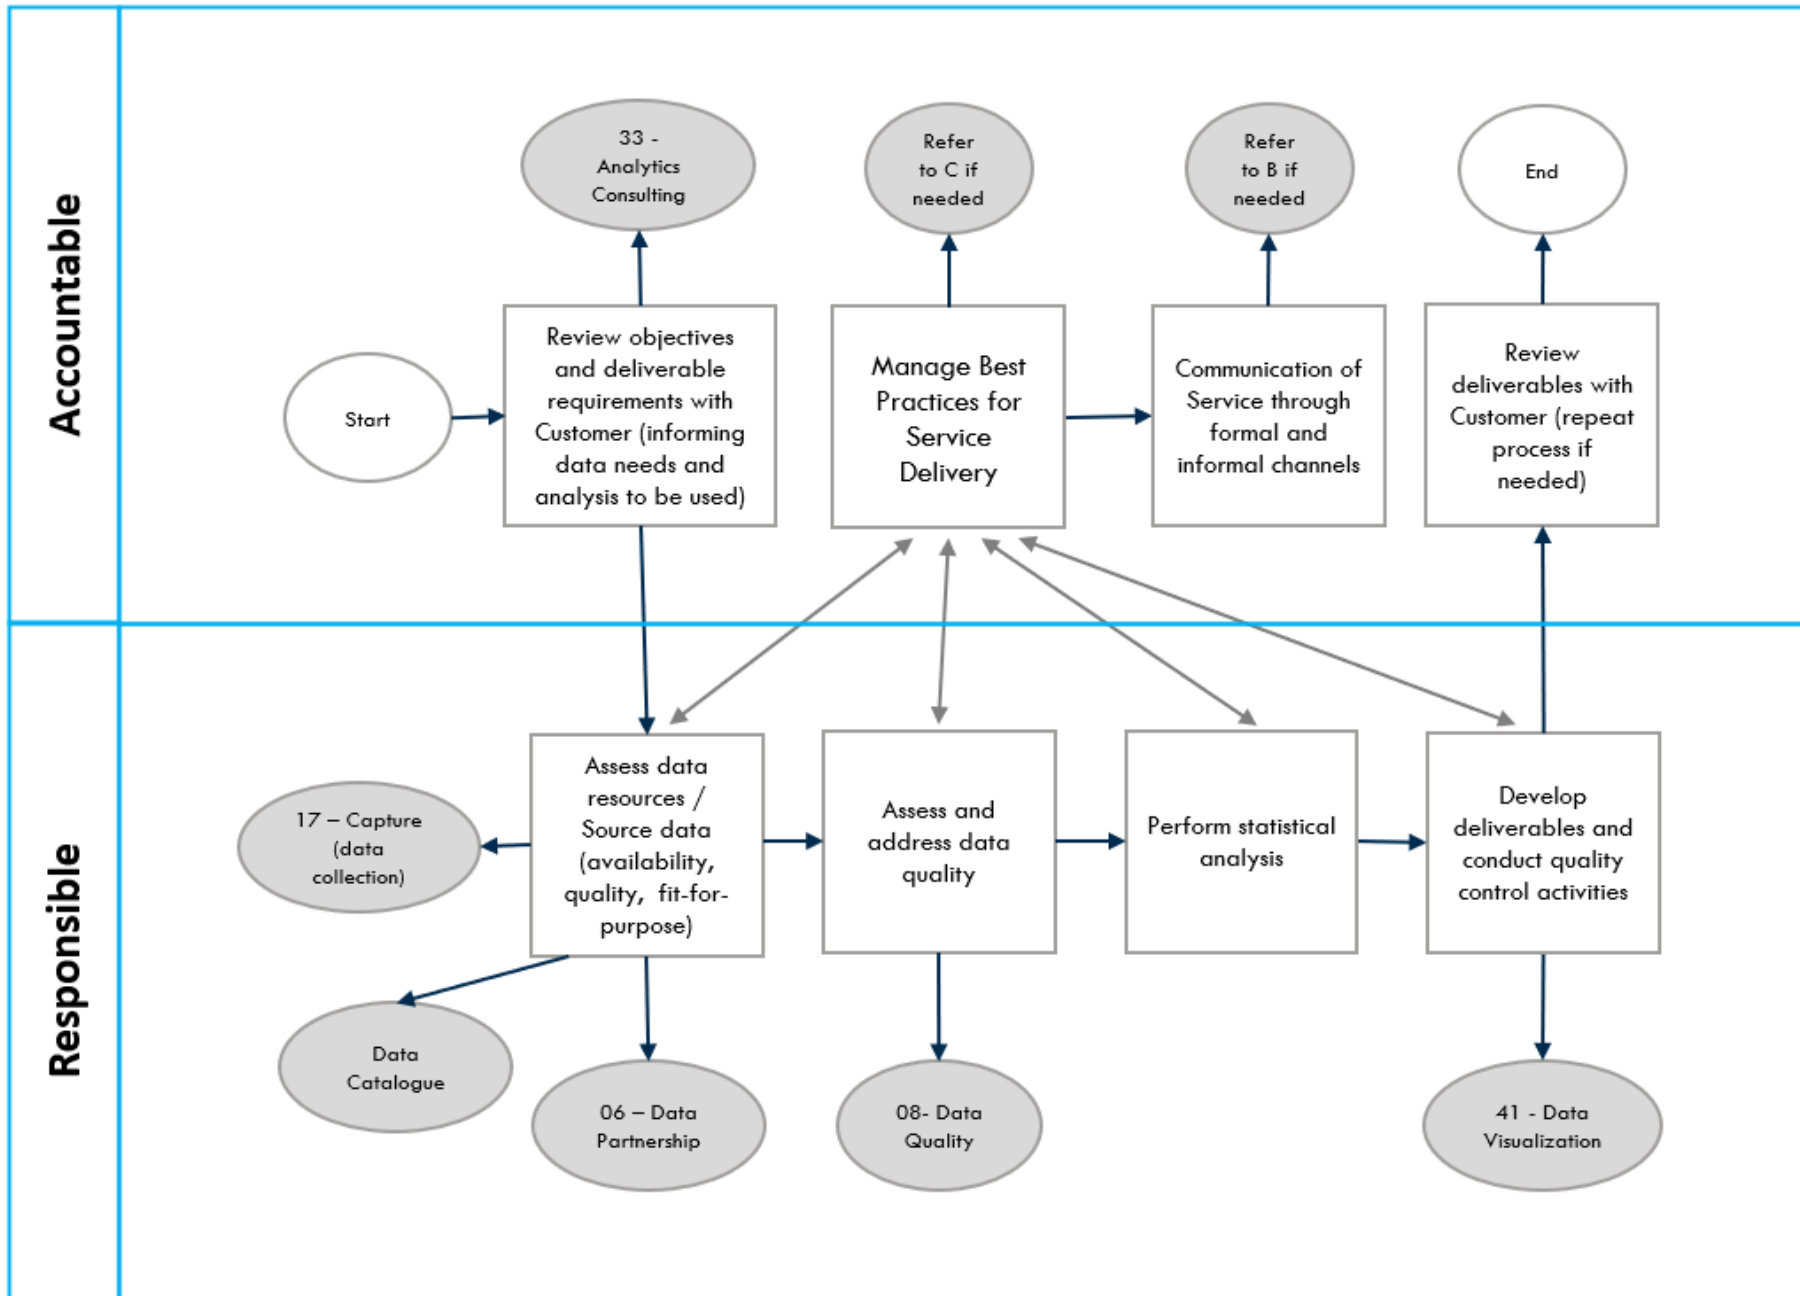 Accountable
33 -
Analytics
Consulting
Refer
to C if
needed
Refer
to B if
needed
End
Start
Review objectives
and deliverable
requirements with
Customer (informing
data needs and
analysis to be used)
Manage Best
Practices for
Service
Delivery
Communication of
Service through
formal and
informal channels
Review
deliverables with
Customer (repeat
process if
needed)
Responsible
17 – Capture
(data
collection)
Assess data
resources /
Source data
(availability,
quality, fit-for-
purpose)
Assess and
address data
quality
Perform statistical
analysis
Develop
deliverables and
conduct quality
control activities
Data
Catalogue
06 – Data
Partnership
08- Data
Quality
41 - Data
Visualization